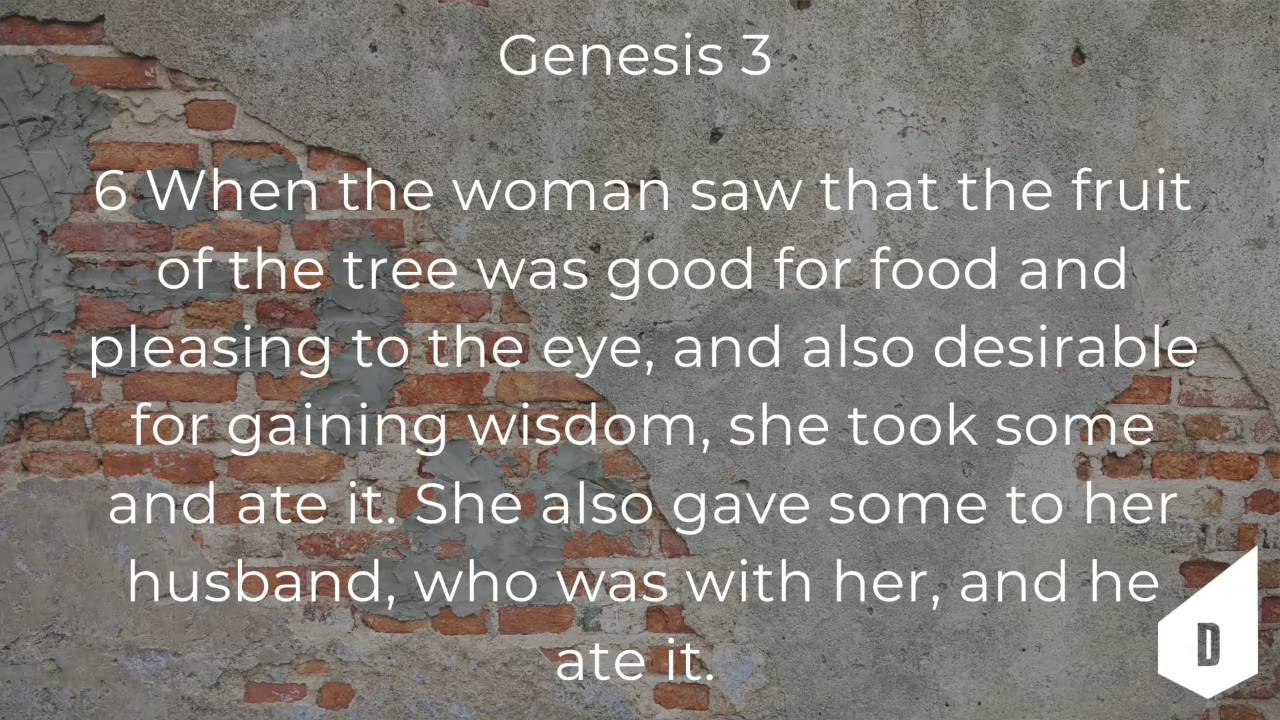 Genesis 3
6 When the woman saw that the fruit
of the tree was good for food and
pleasing to the eye, and also desirable
for gaining wisdom, she took some
and ate it. She also gave some to her
husband, who was with her, and he
ate it.
D